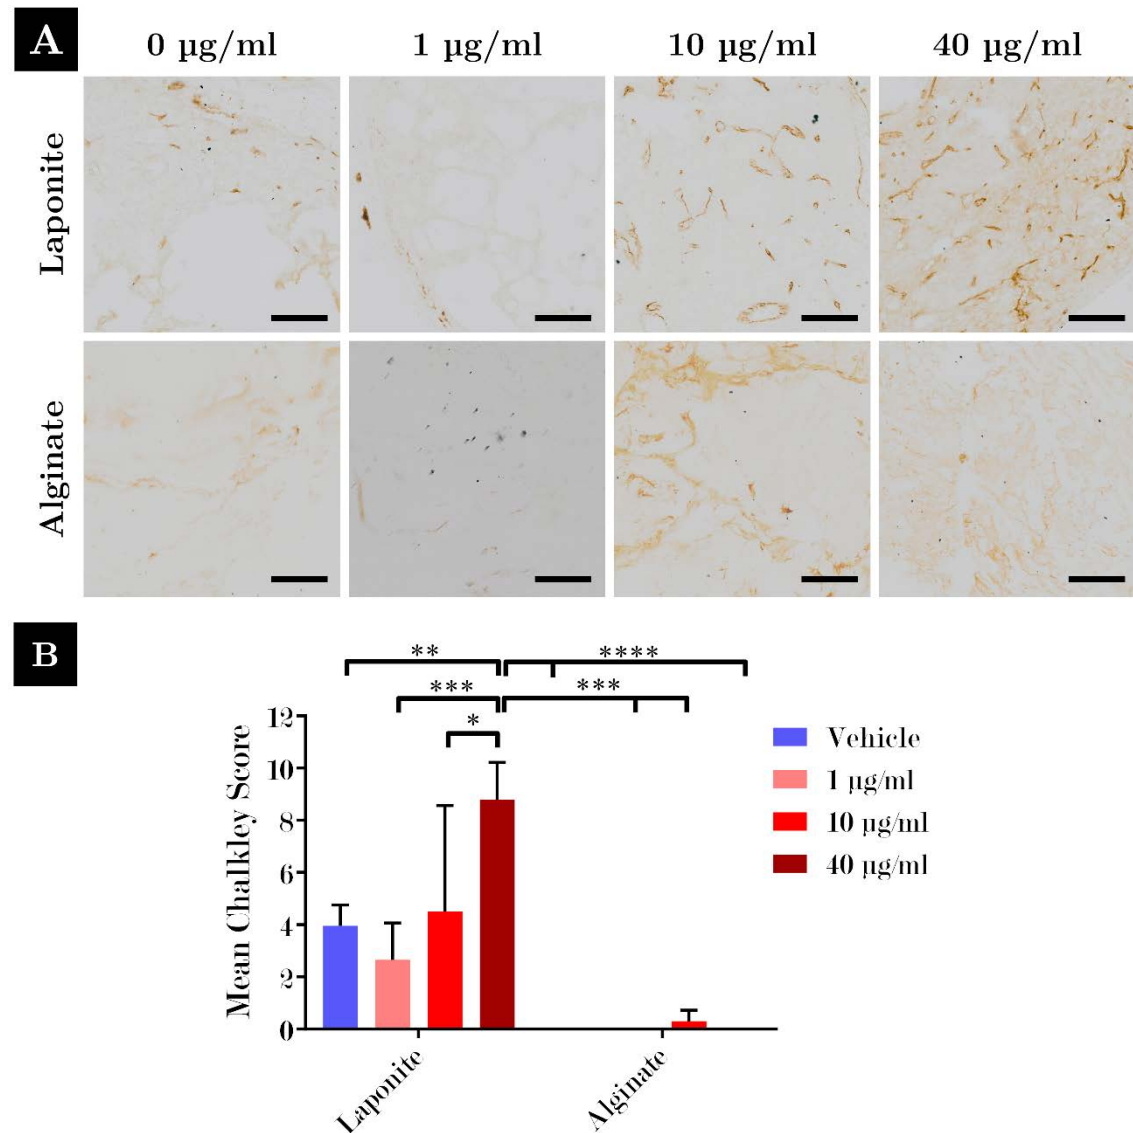 A
0 µg/ml 1 µg/ml 10 µg/ml 40 µg/ml
Laponite
Alginate
B
** ****
*** ***
*
Mean Chalkley Score
12
10
8
6
4
2
0
Laponite
Alginate
Vehicle
1 µg/ml
10 µg/ml
40 µg/ml